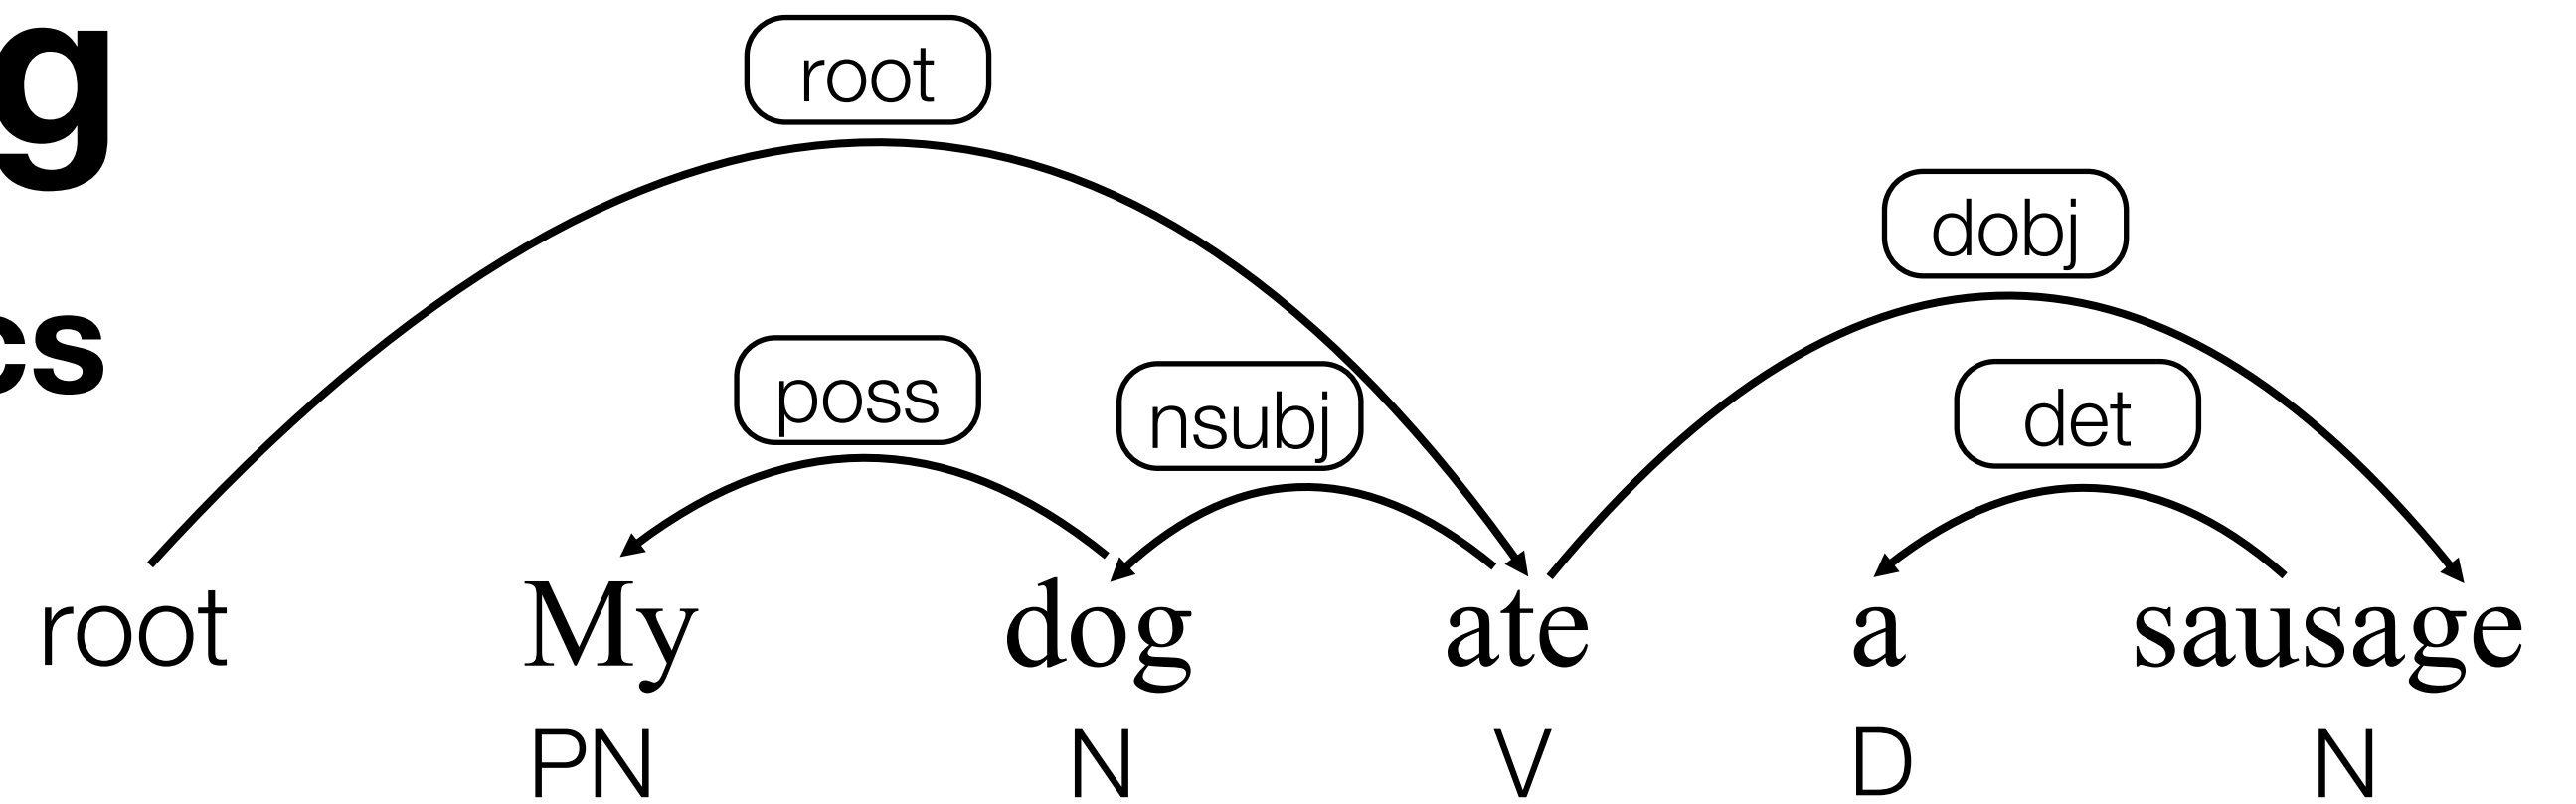 g
root
dobj
cs
poss nsubj det
root My dog ate a sausage
PN N V D N